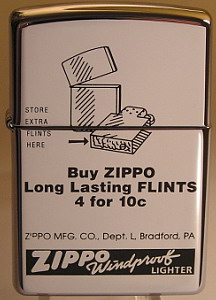 STORE
EXTRA
FLINTS
HERE
Buy ZIPPO
Long Lasting FLINTS
4 for 10c
ZIPPO MFG. CO., Dept. L, Bradford, PA
ZIPPO Windproof
LIGHTER